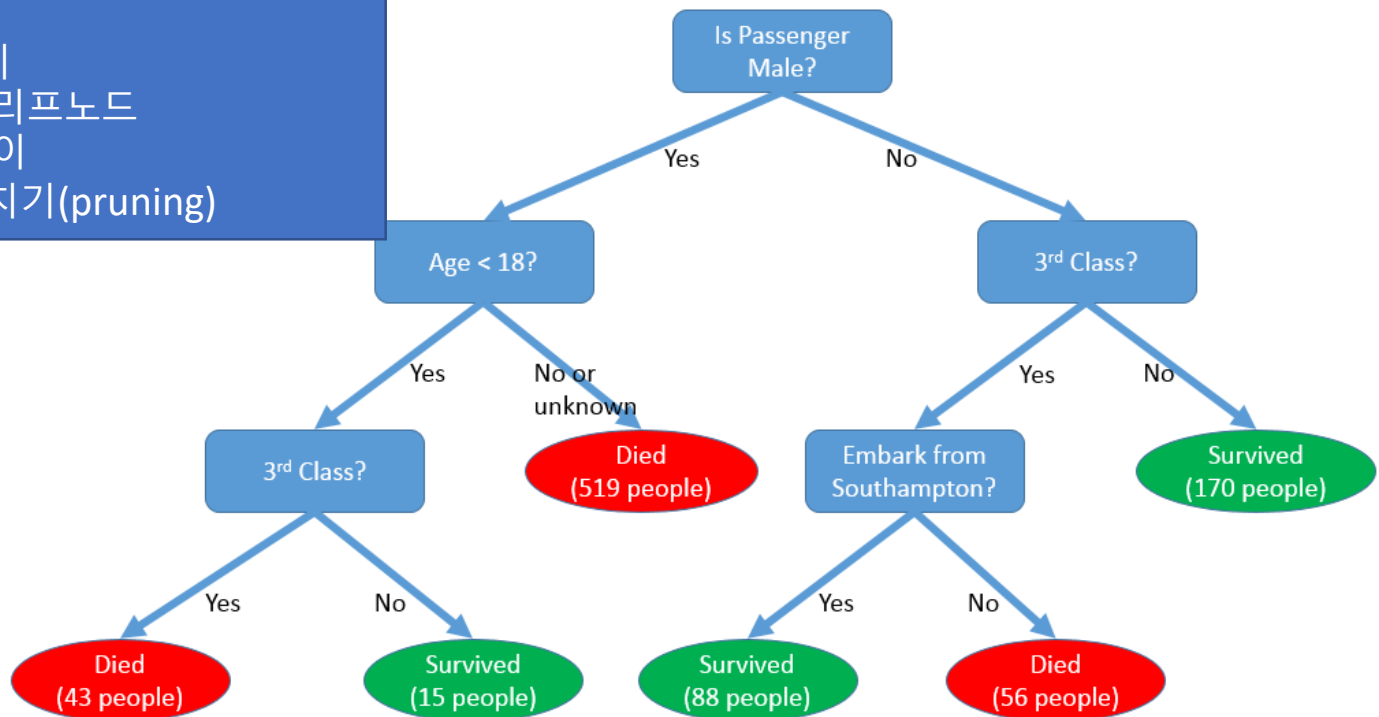 리프노드
이
지기(pruning)
Is Passenger
Male?
Yes
No
Age < 18?
3rd Class?
Yes
No or
unknown
Yes
No
3rd Class?
Died
(519 people)
Embark from
Southampton?
Survived
(170 people)
Yes
No
Yes
No
Died
(43 people)
Survived
(15 people)
Survived
(88 people)
Died
(56 people)